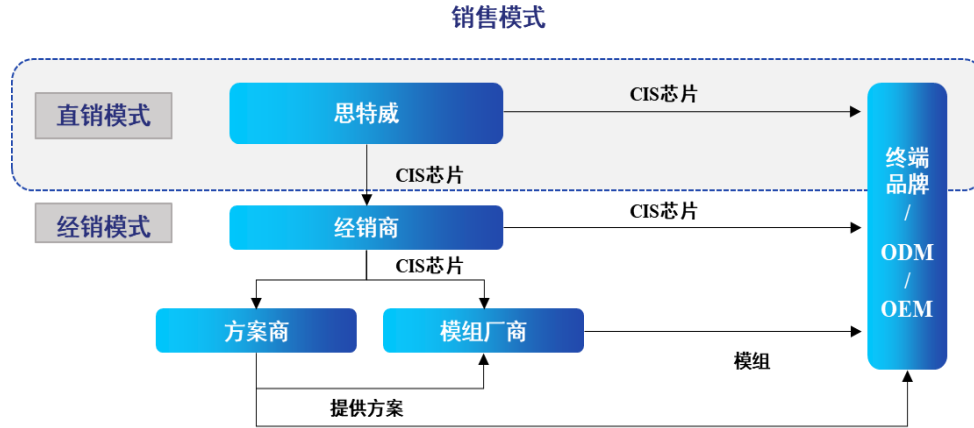 销售模式
直销模式
思特威
CIS芯片
CIS芯片
经销模式
经销商
CIS芯片
CIS芯片
方案商
模组厂商
模组
提供方案
终端
品牌
/
ODM
/
OEM